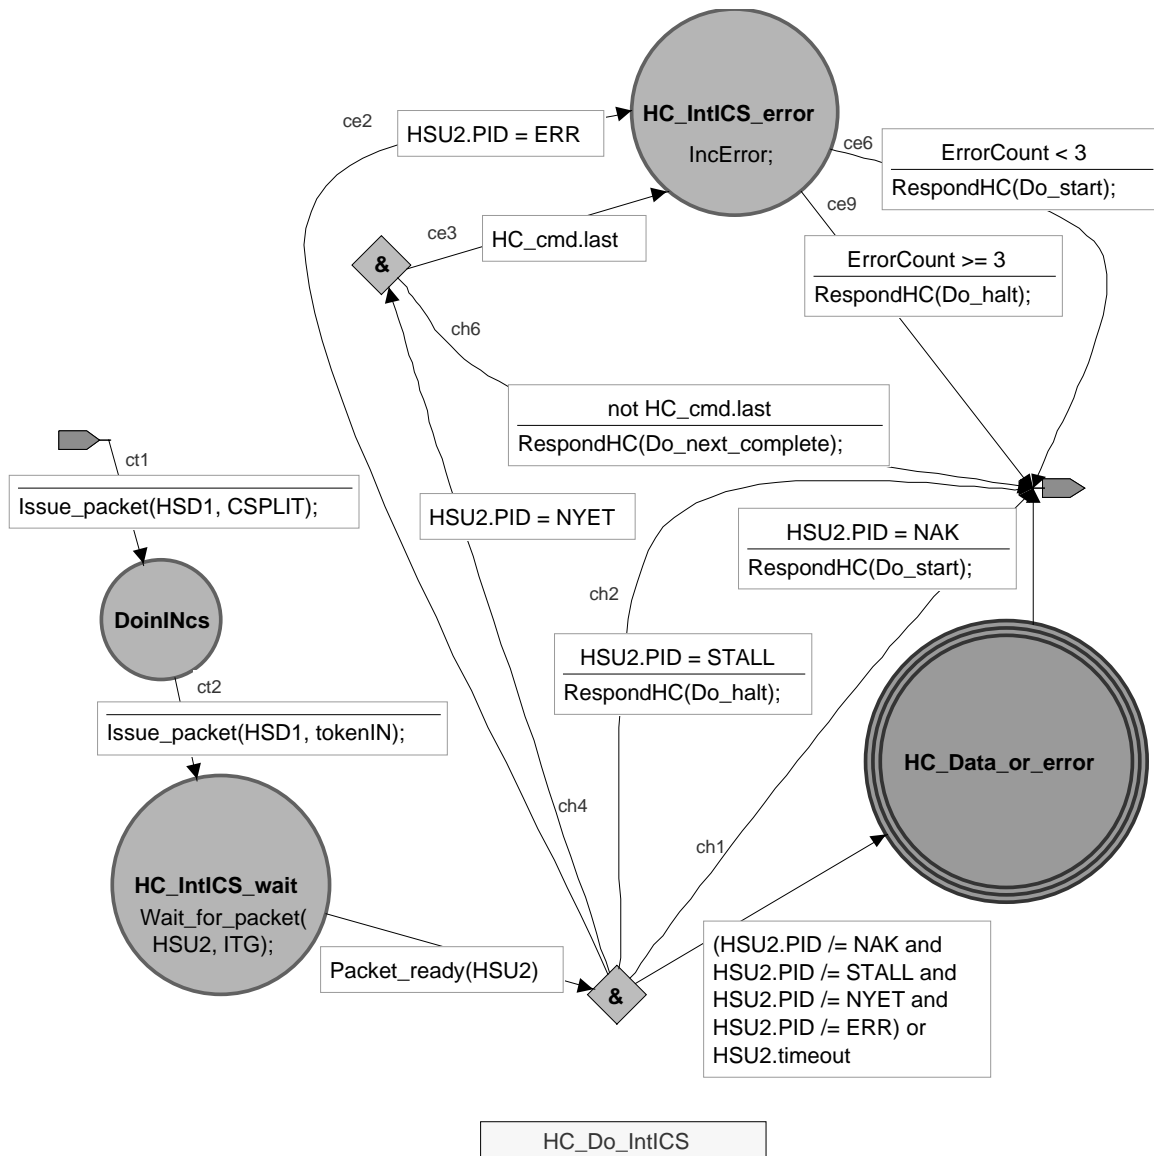 HC_IntICS_error
IncError;
ce2
HSU2.PID = ERR
ce6
ErrorCount < 3
RespondHC(Do_start);
ce9
ce3
HC_cmd.last
&
ErrorCount >= 3
RespondHC(Do_halt);
ch6
not HC_cmd.last
RespondHC(Do_next_complete);
ct1
Issue_packet(HSD1, CSPLIT);
HSU2.PID = NYET
HSU2.PID = NAK
RespondHC(Do_start);
ch2
DoinINcs
HSU2.PID = STALL
RespondHC(Do_halt);
ct2
Issue_packet(HSD1, tokenIN);
HC_Data_or_error
ch4
ch1
HC_IntICS_wait
Wait_for_packet(
HSU2, ITG);
Packet_ready(HSU2)
&
(HSU2.PID /= NAK and
HSU2.PID /= STALL and
HSU2.PID /= NYET and
HSU2.PID /= ERR) or
HSU2.timeout
HC_Do_IntICS